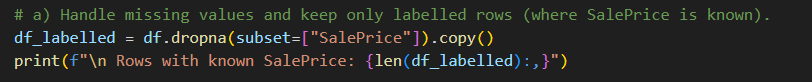 # a) Handle missing values and keep only labelled rows (where SalePrice is known).
df_labelled = df.dropna(subset=["SalePrice"]).copy()
print(f"\n Rows with known SalePrice: {len(df_labelled):,}")